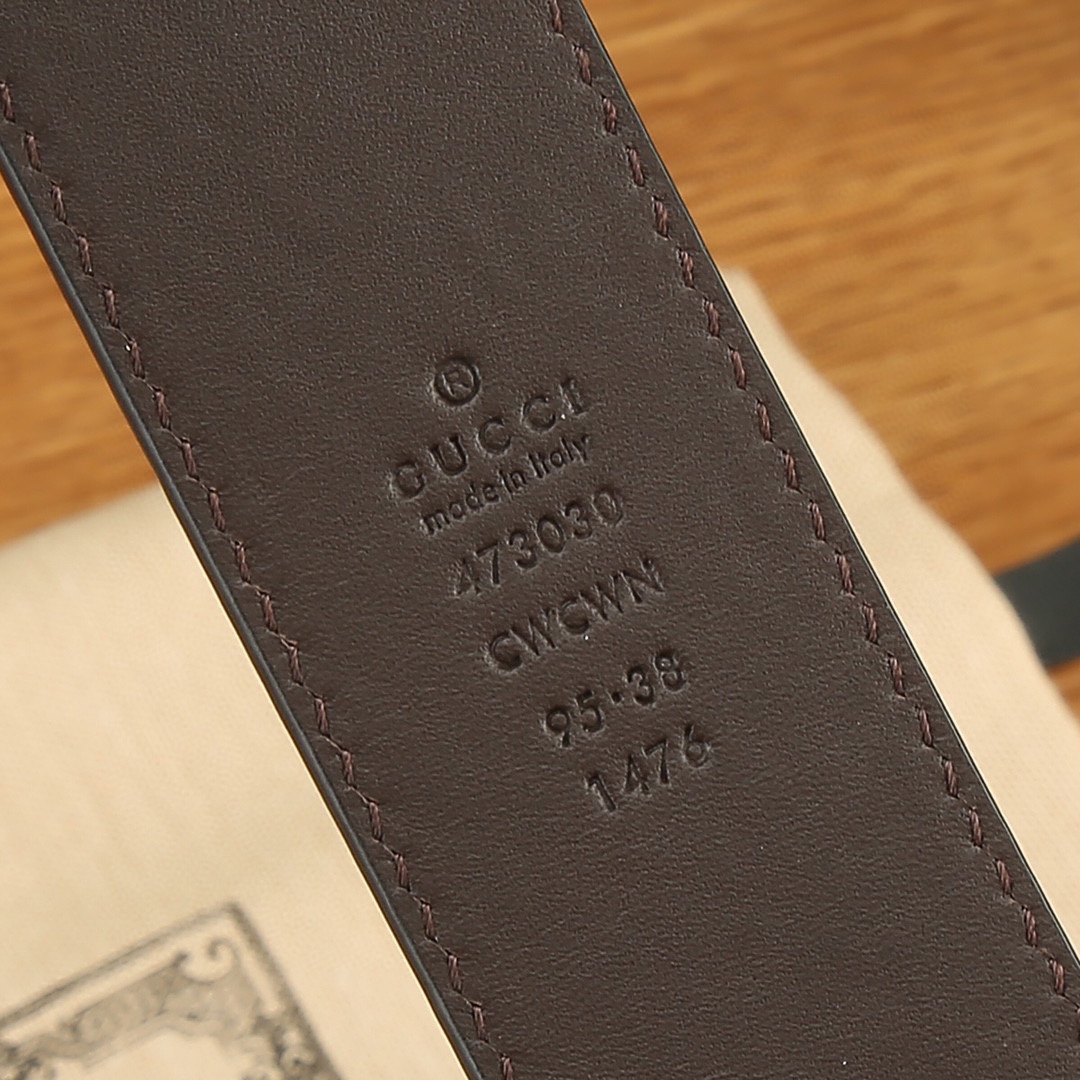 ®
GUCCI
made in Italy
473030
CWCWN
95·38
1476